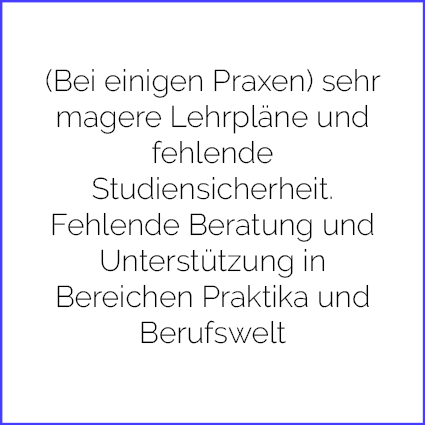 (Bei einigen Praxen) sehr
magere Lehrpläne und
fehlende
Studiensicherheit.
Fehlende Beratung und
Unterstützung in
Bereichen Praktika und
Berufswelt